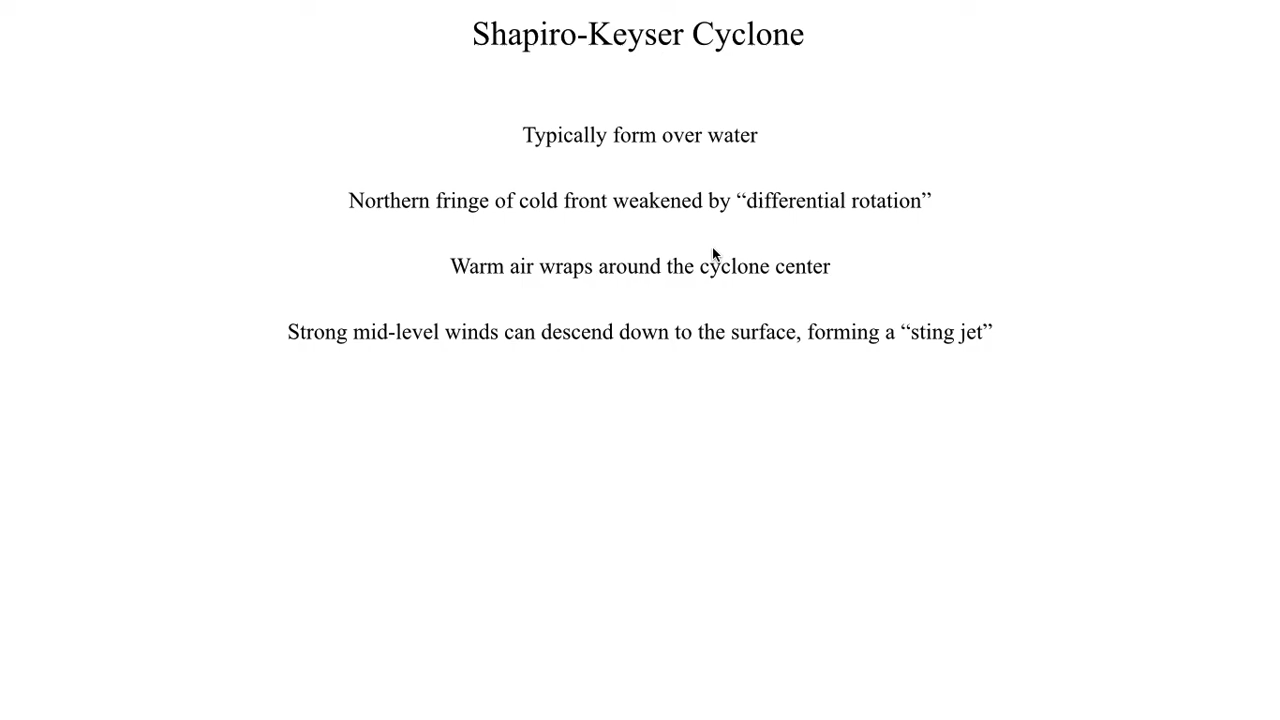 Shapiro-Keyser Cyclone
Typically form over water
Northern fringe of cold front weakened by “differential rotation”
Warm air wraps around the cyclone center
Strong mid-level winds can descend down to the surface, forming a “sting jet”